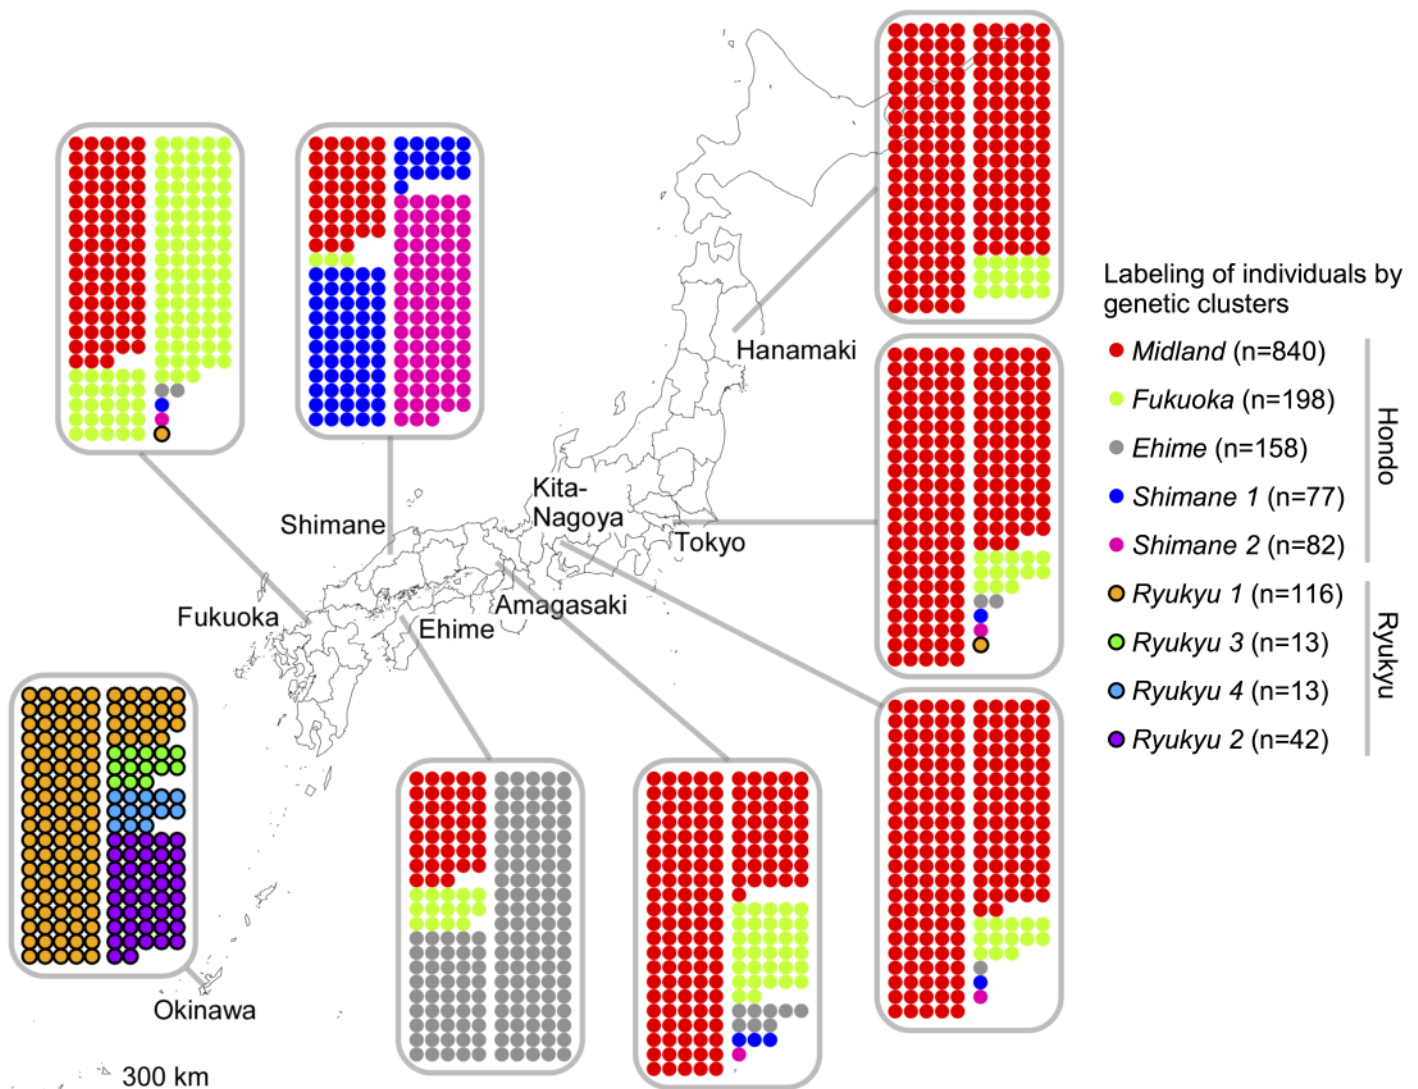 Hanamaki
Labeling of individuals by
genetic clusters
Midland (n=840)
Fukuoka (n=198)
Ehime (n=158)
Shimane 1 (n=77)
Shimane 2 (n=82)
Hondo
Ryukyu 1 (n=116)
Ryukyu 3 (n=13)
Ryukyu 4 (n=13)
Ryukyu 2 (n=42)
Ryukyu
Kita-
Nagoya
Shimane
Tokyo
Fukuoka
Amagasaki
Ehime
Okinawa
300 km